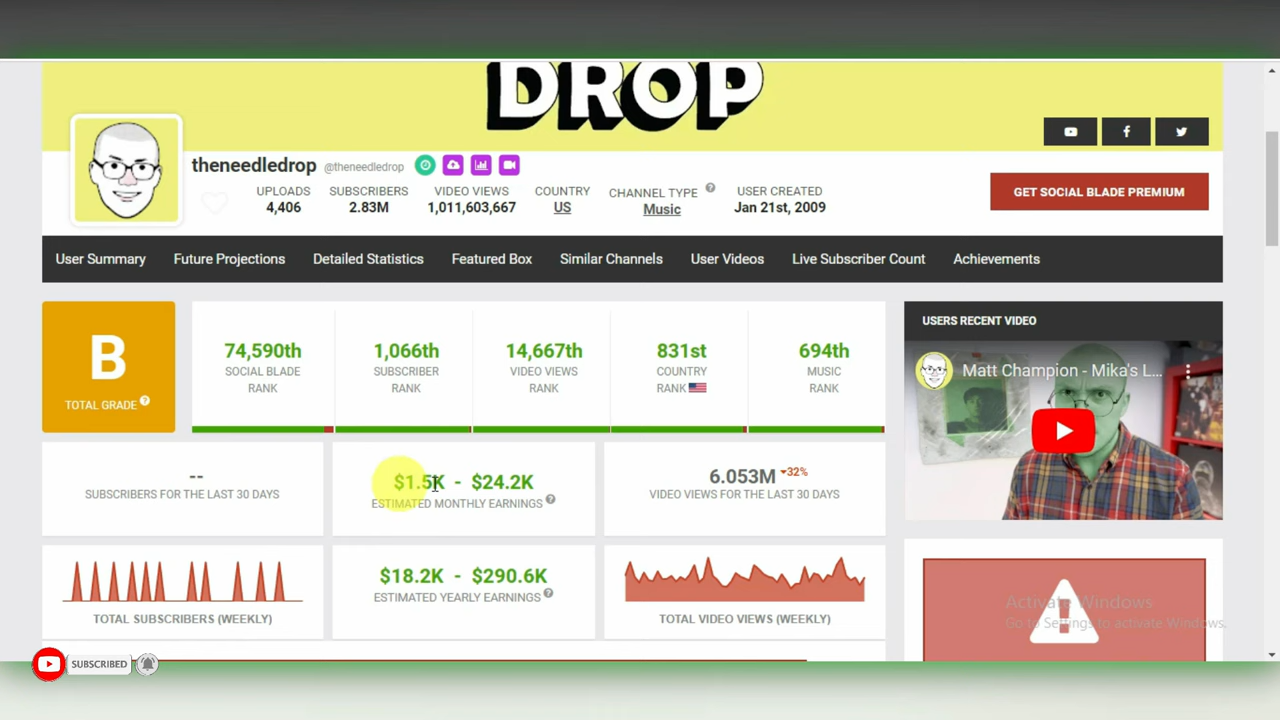 DROP
theneedledrop @theneedledrop
UPLOADS
4,406
SUBSCRIBERS
2.83M
VIDEO VIEWS
1,011,603,667
COUNTRY
US
CHANNEL TYPE ?
Music
USER CREATED
Jan 21st, 2009
GET SOCIAL BLADE PREMIUM
User Summary Future Projections Detailed Statistics Featured Box Similar Channels User Videos Live Subscriber Count Achievements
B
TOTAL GRADE ?
74,590th
SOCIAL BLADE
RANK
1,066th
SUBSCRIBER
RANK
14,667th
VIDEO VIEWS
RANK
831st
COUNTRY
RANK
694th
MUSIC
RANK
USERS RECENT VIDEO
Matt Champion - Mika's L...
--
SUBSCRIBERS FOR THE LAST 30 DAYS
$1.5K - $24.2K
ESTIMATED MONTHLY EARNINGS ?
6.053M 32%
VIDEO VIEWS FOR THE LAST 30 DAYS
TOTAL SUBSCRIBERS (WEEKLY)
$18.2K - $290.6K
ESTIMATED YEARLY EARNINGS ?
TOTAL VIDEO VIEWS (WEEKLY)
Activate Windows
Go to Settings to activate Windows.
SUBSCRIBED